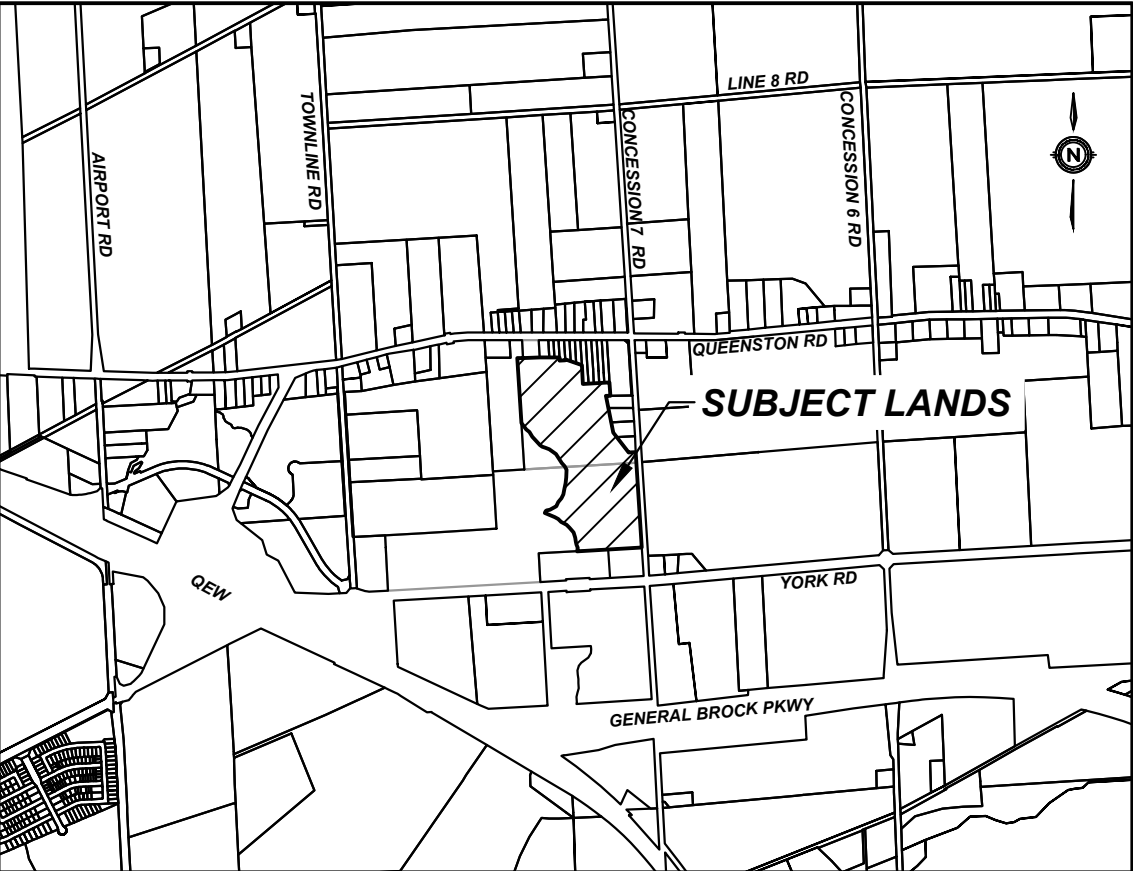 LINE 8 RD
TOWNLINE RD
CONCESSION 7 RD
CONCESSION 6 RD
AIRPORT RD
N
QUEENSTON RD
SUBJECT LANDS
QEW
YORK RD
GENERAL BROCK PKWY